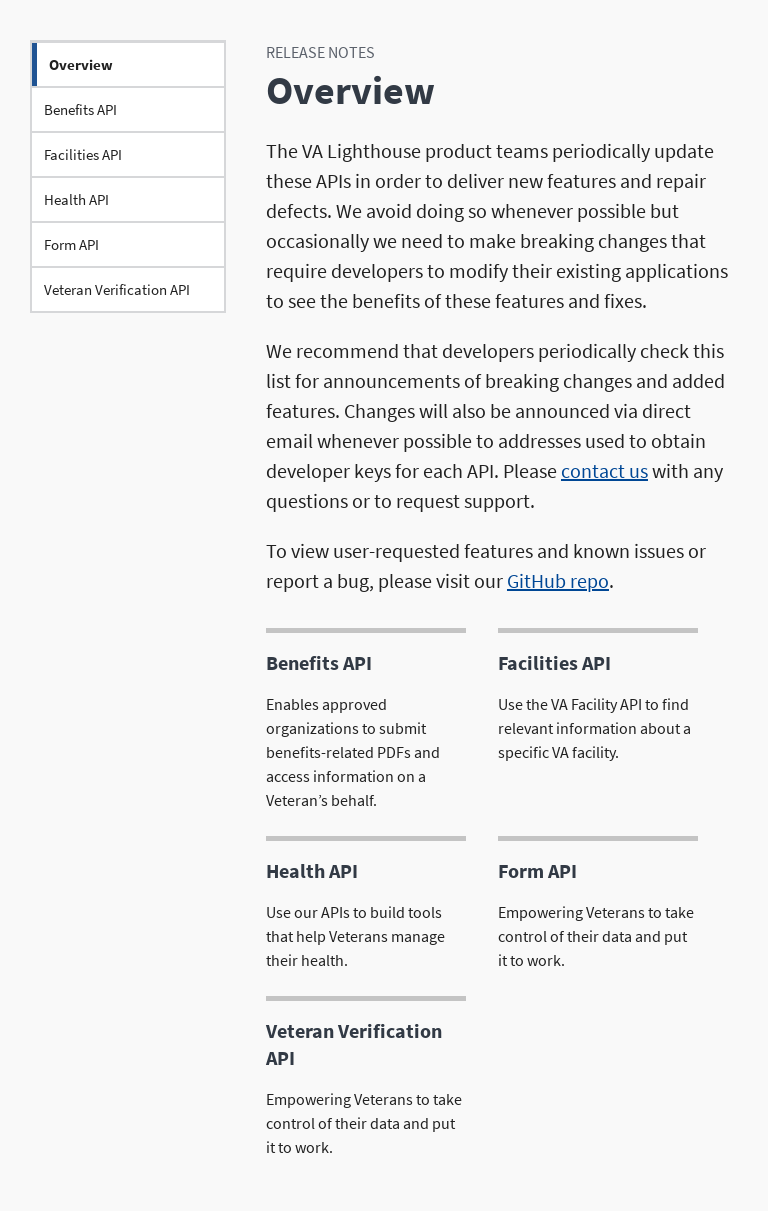 Overview
Benefits API
Facilities API
Health API
Form API
Veteran Verification API
RELEASE NOTES
Overview
The VA Lighthouse product teams periodically update
these APIs in order to deliver new features and repair
defects. We avoid doing so whenever possible but
occasionally we need to make breaking changes that
require developers to modify their existing applications
to see the benefits of these features and fixes.
We recommend that developers periodically check this
list for announcements of breaking changes and added
features. Changes will also be announced via direct
email whenever possible to addresses used to obtain
developer keys for each API. Please contact us with any
questions or to request support.
To view user-requested features and known issues or
report a bug, please visit our GitHub repo.
Benefits API
Enables approved
organizations to submit
benefits-related PDFs and
access information on a
Veteran’s behalf.
Facilities API
Use the VA Facility API to find
relevant information about a
specific VA facility.
Health API
Use our APIs to build tools
that help Veterans manage
their health.
Form API
Empowering Veterans to take
control of their data and put
it to work.
Veteran Verification
API
Empowering Veterans to take
control of their data and put
it to work.